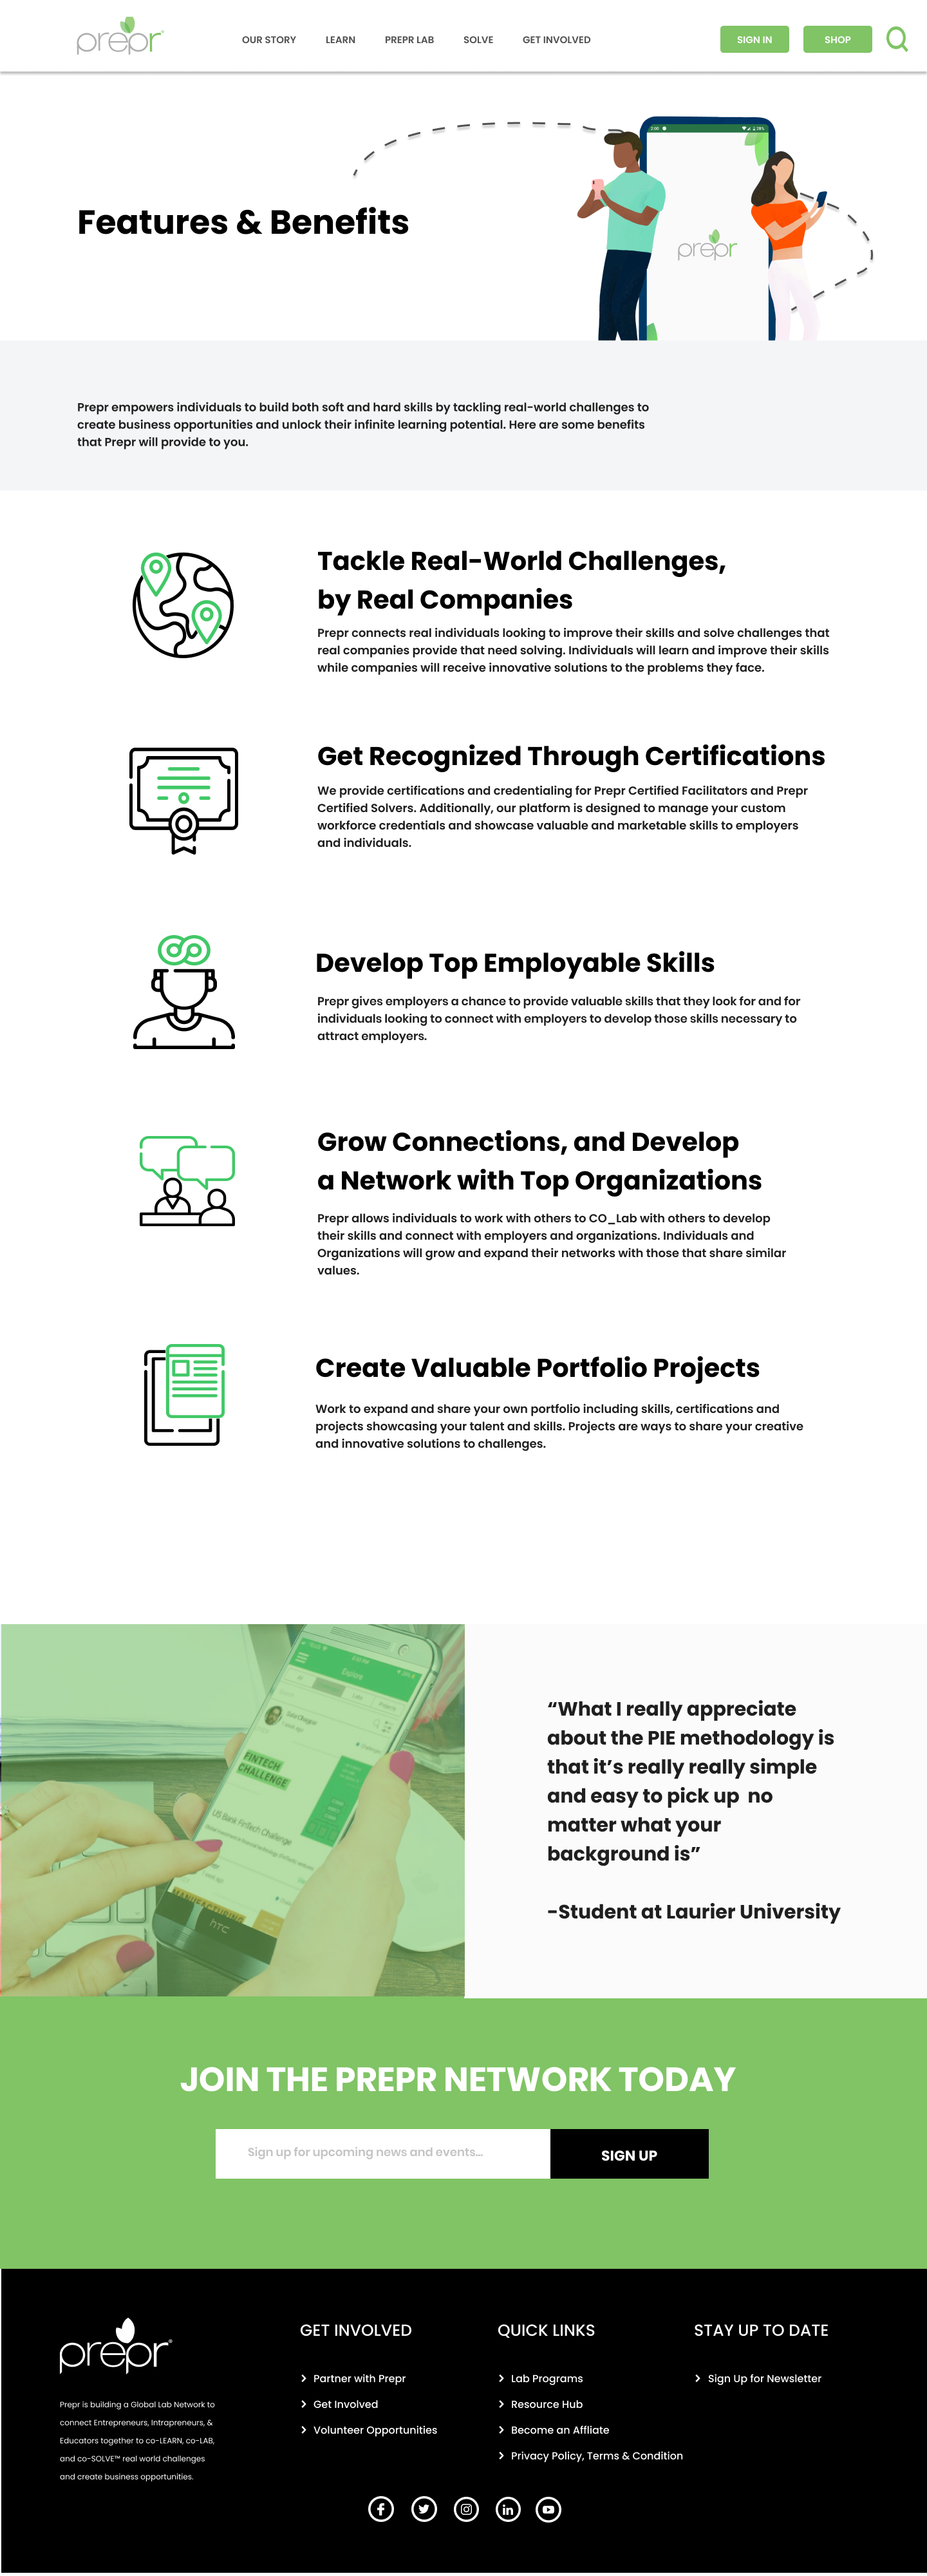 prepr
OUR STORY
LEARN
PREPR LAB
SOLVE
GET INVOLVED
SIGN IN
SHOP
Features & Benefits
prepr
Prepr empowers individuals to build both soft and hard skills by tackling real-world challenges to
create business opportunities and unlock their infinite learning potential. Here are some benefits
that Prepr will provide to you.
Tackle Real-World Challenges,
by Real Companies
Prepr connects real individuals looking to improve their skills and solve challenges that
real companies provide that need solving. Individuals will learn and improve their skills
while companies will receive innovative solutions to the problems they face.
Get Recognized Through Certifications
We provide certifications and credentialing for Prepr Certified Facilitators and Prepr
Certified Solvers. Additionally, our platform is designed to manage your custom
workforce credentials and showcase valuable and marketable skills to employers
and individuals.
Develop Top Employable Skills
Prepr gives employers a chance to provide valuable skills that they look for and for
individuals looking to connect with employers to develop those skills necessary to
attract employers.
Grow Connections, and Develop
a Network with Top Organizations
Prepr allows individuals to work with others to CO_Lab with others to develop
their skills and connect with employers and organizations. Individuals and
Organizations will grow and expand their networks with those that share similar
values.
Create Valuable Portfolio Projects
Work to expand and share your own portfolio including skills, certifications and
projects showcasing your talent and skills. Projects are ways to share your creative
and innovative solutions to challenges.
Explore
FINTECH
CHALLENGE
US Bank FinTech Challenge
htc
“What I really appreciate
about the PIE methodology is
that it’s really really simple
and easy to pick up no
matter what your
background is”
-Student at Laurier University
JOIN THE PREPR NETWORK TODAY
Sign up for upcoming news and events...
SIGN UP
prepr®
Prepr is building a Global Lab Network to
connect Entrepreneurs, Intrapreneurs, &
Educators together to co-LEARN, co-LAB,
and co-SOLVE™ real world challenges
and create business opportunities.
GET INVOLVED
Partner with Prepr
Get Involved
Volunteer Opportunities
QUICK LINKS
Lab Programs
Resource Hub
Become an Affliate
Privacy Policy, Terms & Condition
STAY UP TO DATE
Sign Up for Newsletter